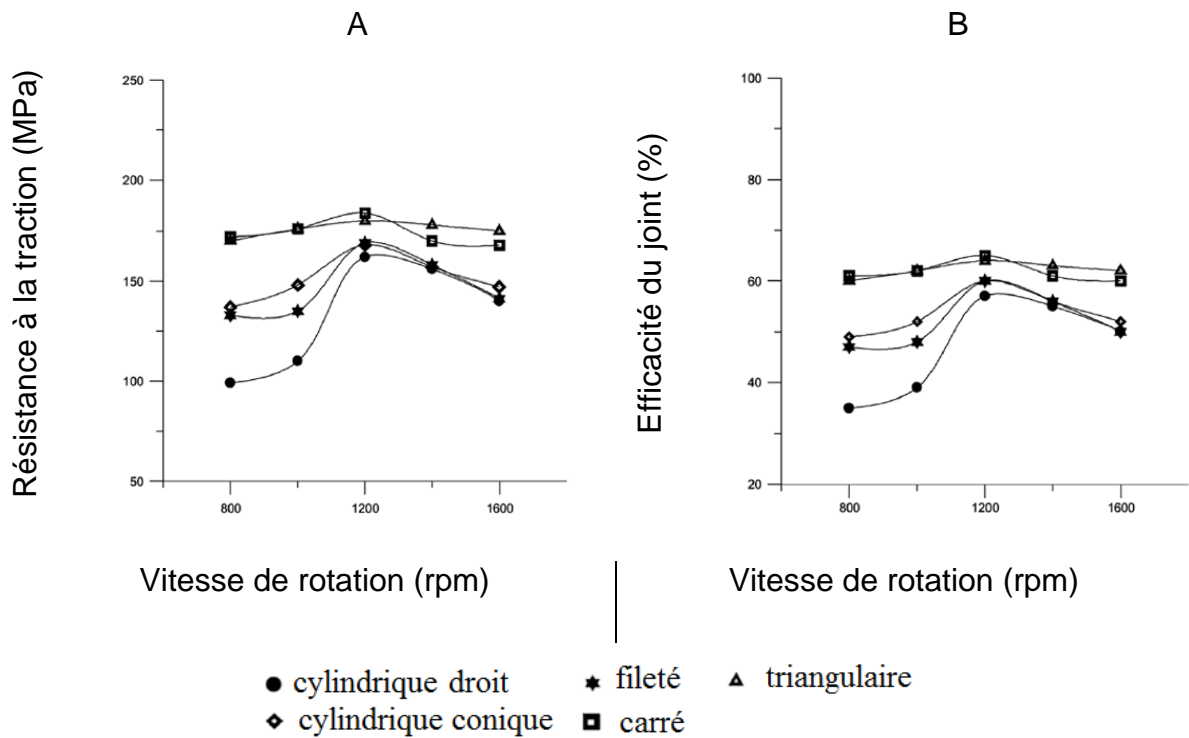 A
B
Résistance à la traction (MPa)
250
200
150
100
50
800
1200
1600
Vitesse de rotation (rpm)
Efficacité du joint (%)
100
80
60
40
20
800
1200
1600
Vitesse de rotation (rpm)
cylindrique droit
fileté
triangulaire
cylindrique conique
carré